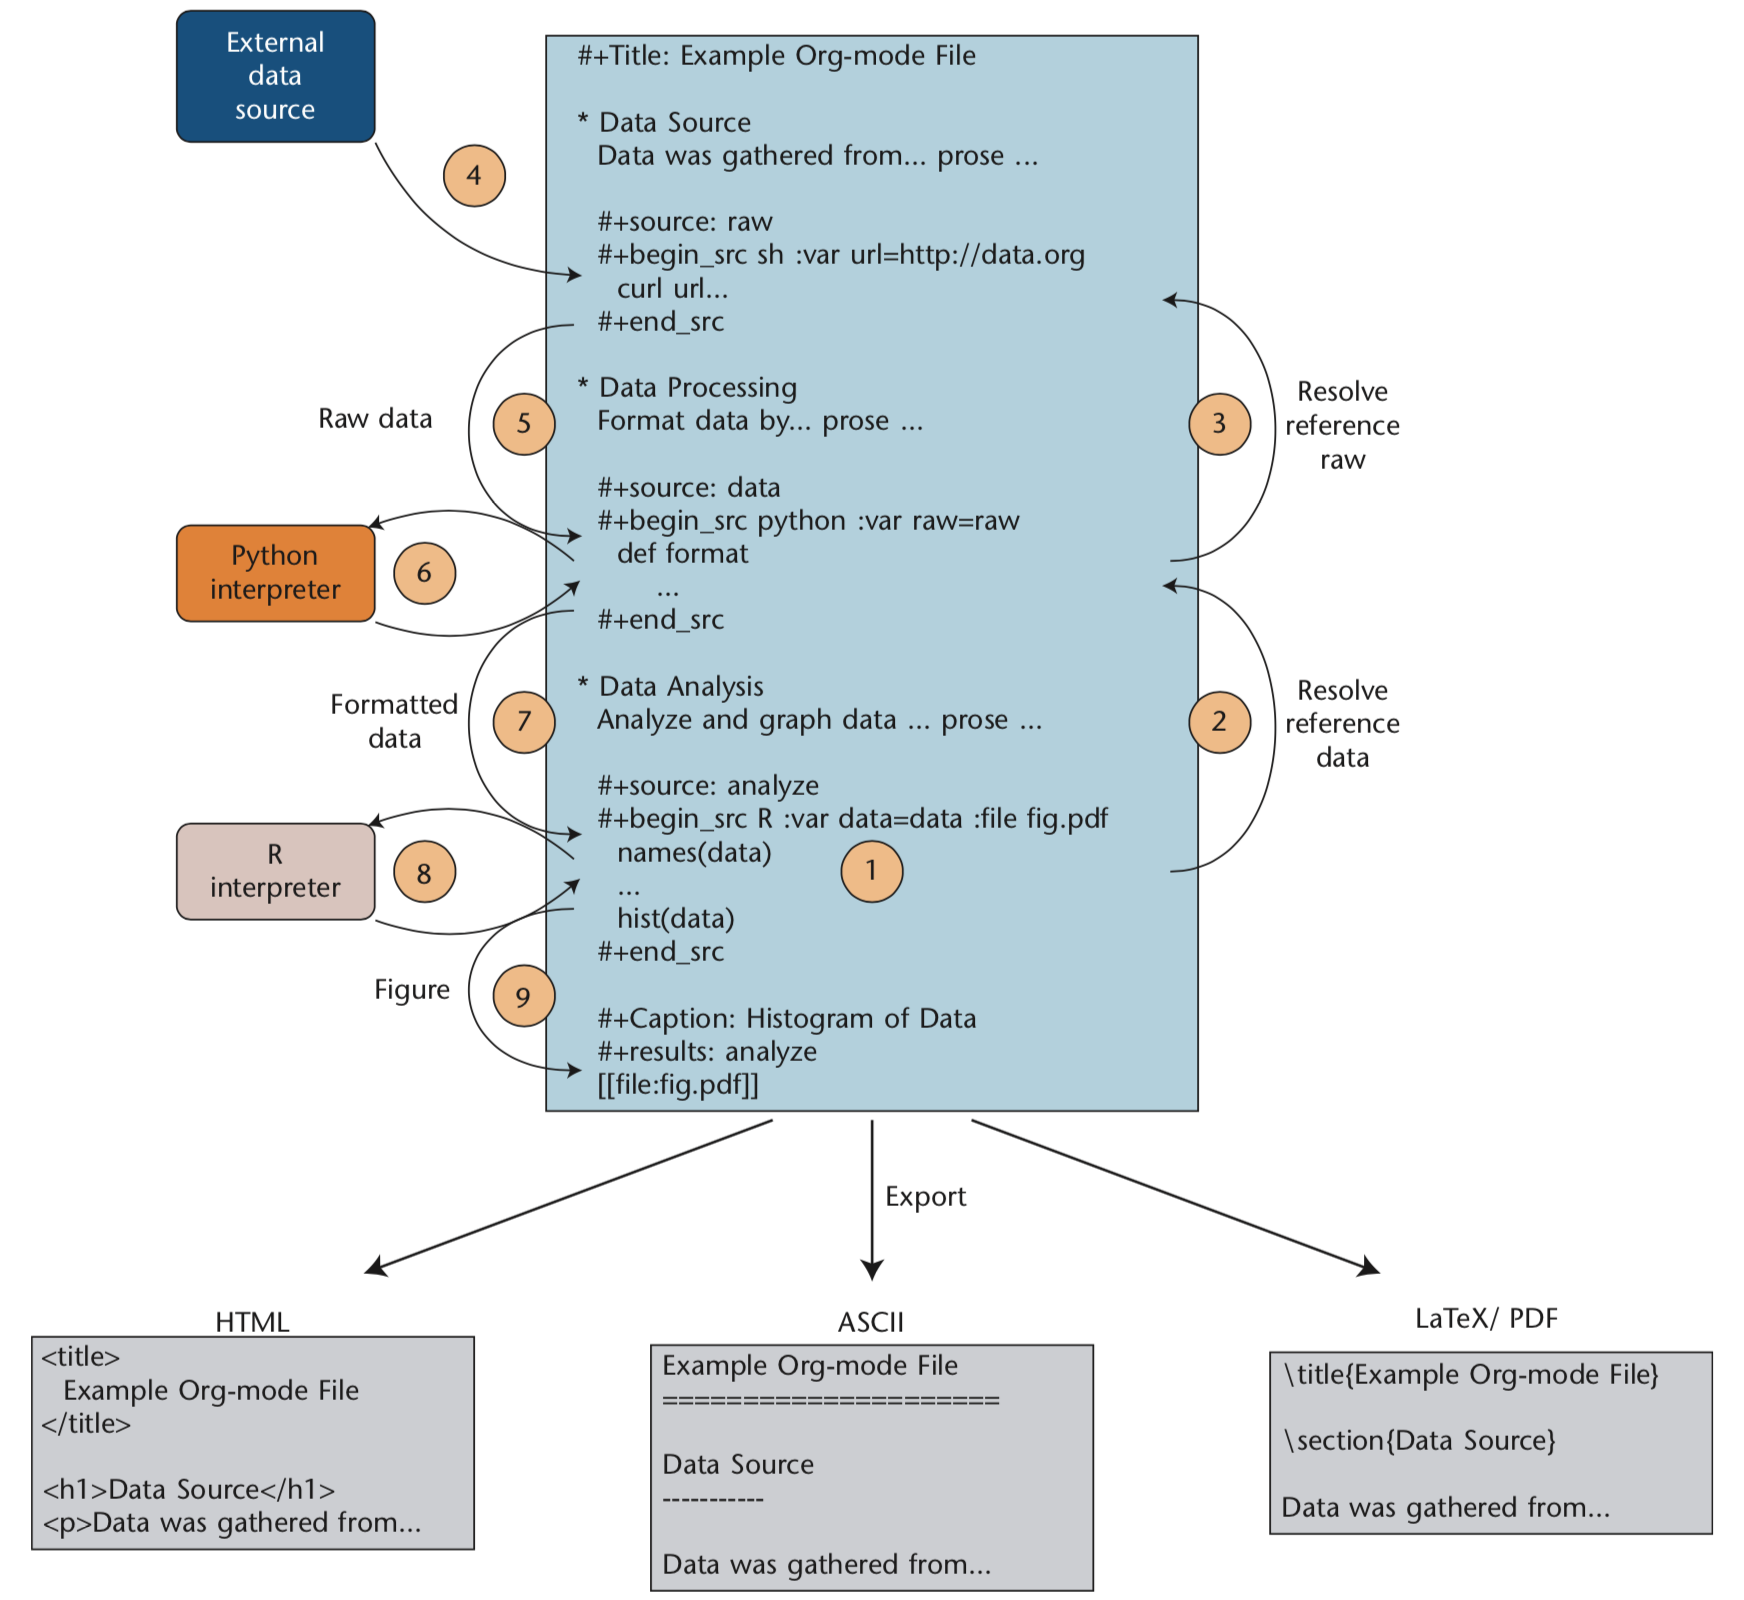 External
data
source
4
#+Title: Example Org-mode File
* Data Source
Data was gathered from... prose ...
#+source: raw
#+begin_src sh :var url=http://data.org
curl url...
#+end_src
Raw data
5
* Data Processing
Format data by... prose ...
3
Resolve
reference
raw
#+source: data
#+begin_src python :var raw=raw
def format
...
#+end_src
Python
interpreter
6
Formatted
data
7
* Data Analysis
Analyze and graph data ... prose ...
2
Resolve
reference
data
#+source: analyze
#+begin_src R :var data=data :file fig.pdf
names(data)
...
hist(data)
#+end_src
1
R
interpreter
8
Figure
9
#+Caption: Histogram of Data
#+results: analyze
[[file:fig.pdf]]
Export
HTML
<title>
Example Org-mode File
</title>
<h1>Data Source</h1>
<p>Data was gathered from...
ASCII
Example Org-mode File
=====================
Data Source
-----------
Data was gathered from...
LaTeX/ PDF
\title{Example Org-mode File}
\section{Data Source}
Data was gathered from...